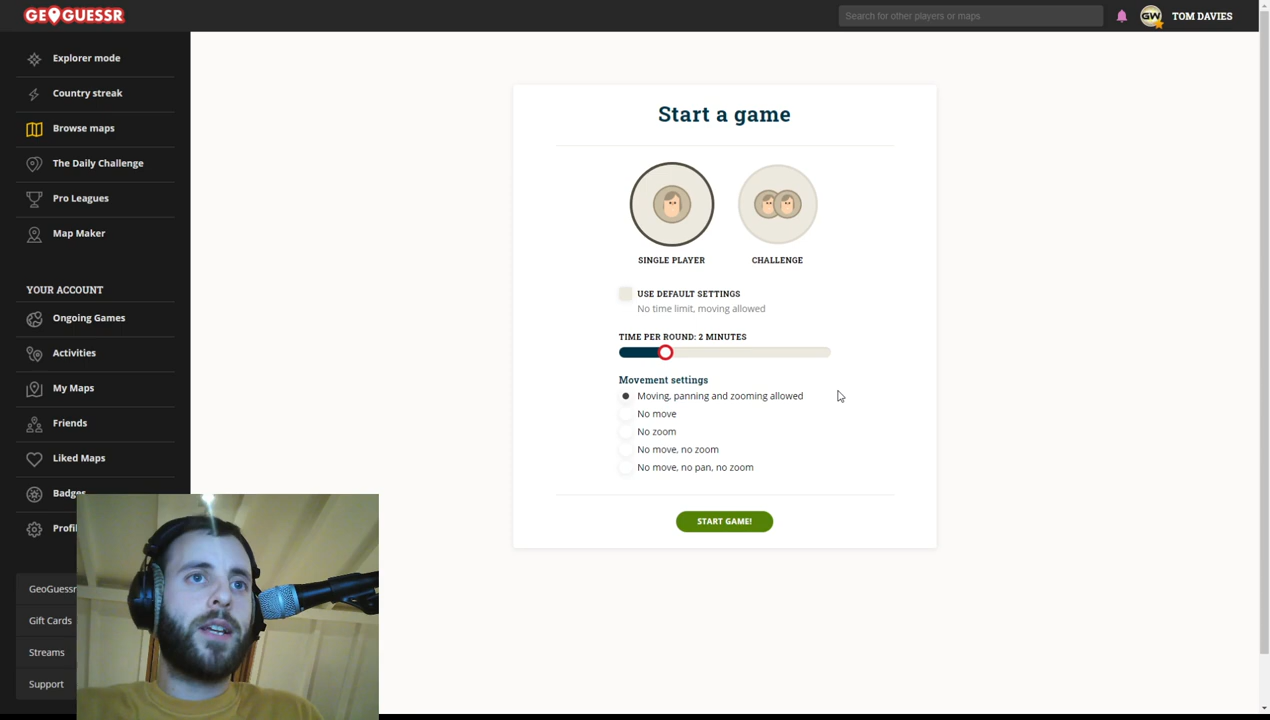 GEOGUESSR
Search for other players or maps
GW
TOM DAVIES
Explorer mode
Country streak
Browse maps
The Daily Challenge
Pro Leagues
Map Maker
YOUR ACCOUNT
Ongoing Games
Activities
My Maps
Friends
Liked Maps
Badges
Profil
GeoGuessr
Gift Cards
Streams
Support
Start a game
SINGLE PLAYER
CHALLENGE
USE DEFAULT SETTINGS
No time limit, moving allowed
TIME PER ROUND: 2 MINUTES
Movement settings
Moving, panning and zooming allowed
No move
No zoom
No move, no zoom
No move, no pan, no zoom
START GAME!